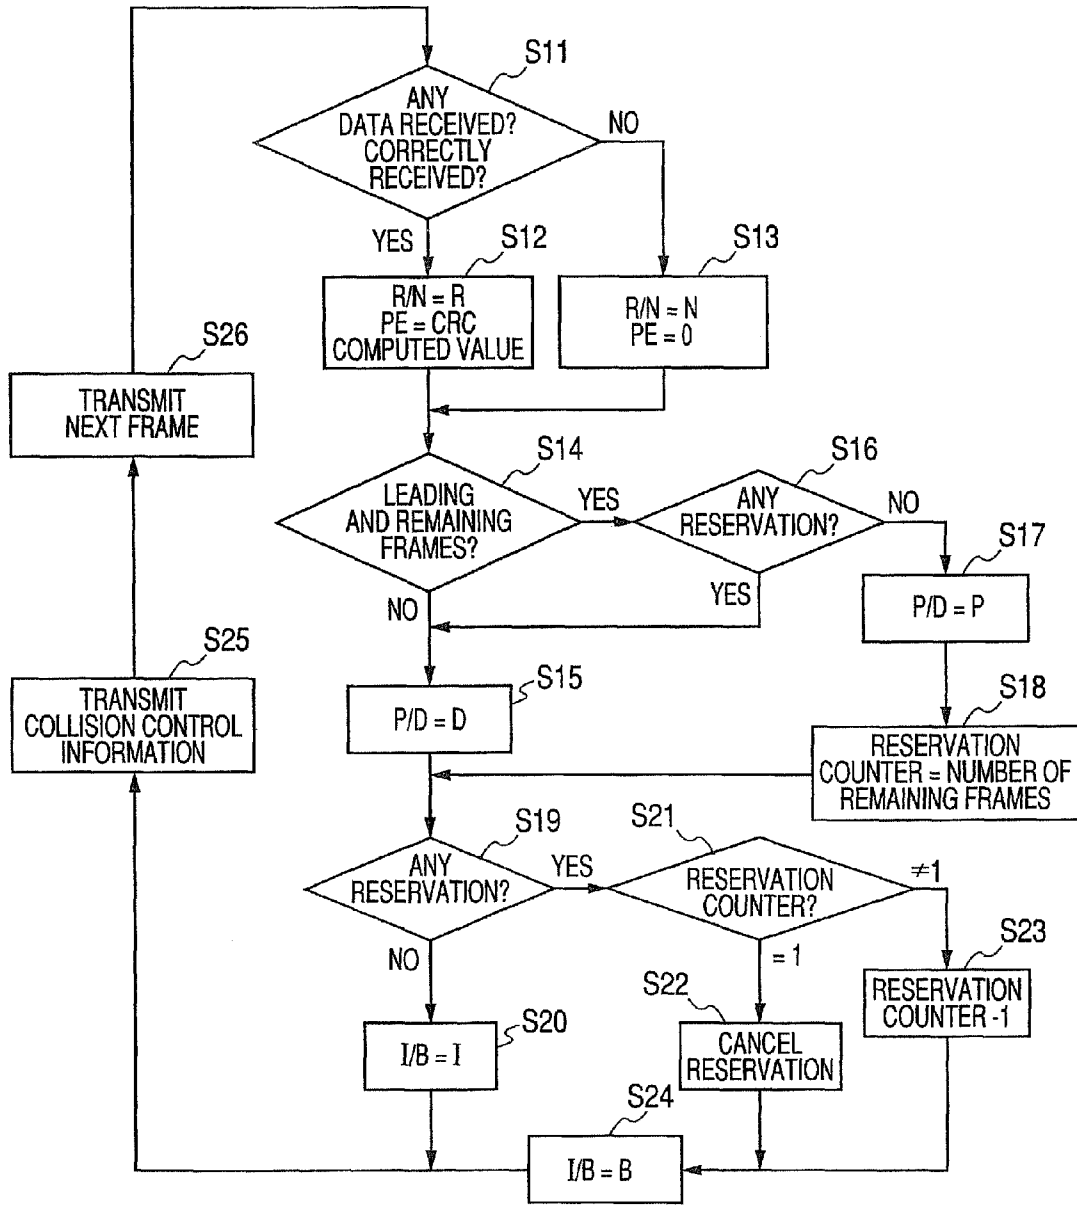 S11
ANY
DATA RECEIVED?
CORRECTLY
RECEIVED?
NO
YES
S12
R/N = R
PE = CRC
COMPUTED VALUE
S13
R/N = N
PE = 0
S26
TRANSMIT
NEXT FRAME
S14
LEADING
AND REMAINING
FRAMES?
YES
NO
S16
ANY
RESERVATION?
NO
YES
S17
P/D = P
S25
TRANSMIT
COLLISION CONTROL
INFORMATION
S15
P/D = D
S18
RESERVATION
COUNTER = NUMBER OF
REMAINING FRAMES
S19
ANY
RESERVATION?
YES
NO
S21
RESERVATION
COUNTER?
≠1
= 1
S23
RESERVATION
COUNTER -1
S20
I/B = I
S22
CANCEL
RESERVATION
S24
I/B = B